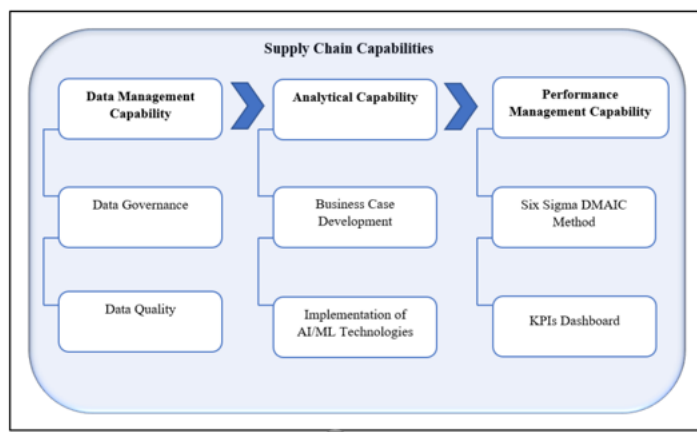 Supply Chain Capabilities
Data Management
Capability
Analytical Capability
Performance
Management Capability
Data Governance
Business Case
Development
Six Sigma DMAIC
Method
Data Quality
Implementation of
AI/ML Technologies
KPIs Dashboard